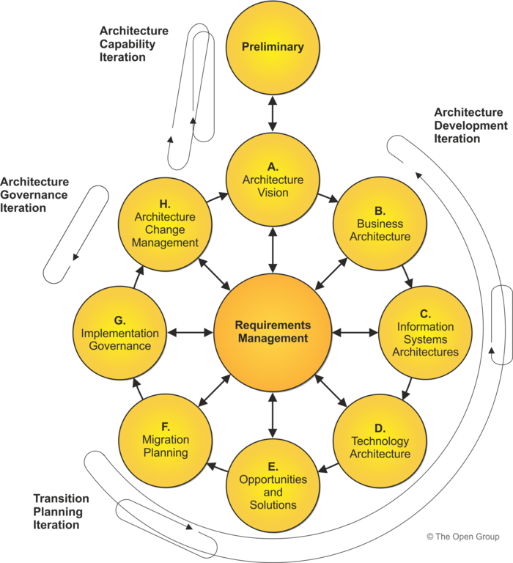 Architecture
Capability
Iteration
Preliminary
Architecture
Development
Iteration
A.
Architecture
Vision
Architecture
Governance
Iteration
H.
Architecture
Change
Management
B.
Business
Architecture
G.
Implementation
Governance
Requirements
Management
C.
Information
Systems
Architectures
F.
Migration
Planning
D.
Technology
Architecture
E.
Opportunities
and
Solutions
Transition
Planning
Iteration
© The Open Group